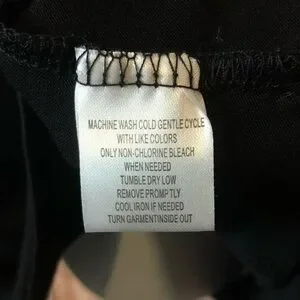 MACHINE WASH COLD GENTLE CYCLE
WITH LIKE COLORS
ONLY NON-CHLORINE BLEACH
WHEN NEEDED
TUMBLE DRY LOW
REMOVE PROMPTLY
COOL IRON IF NEEDED
TURN GARMENTINSIDE OUT